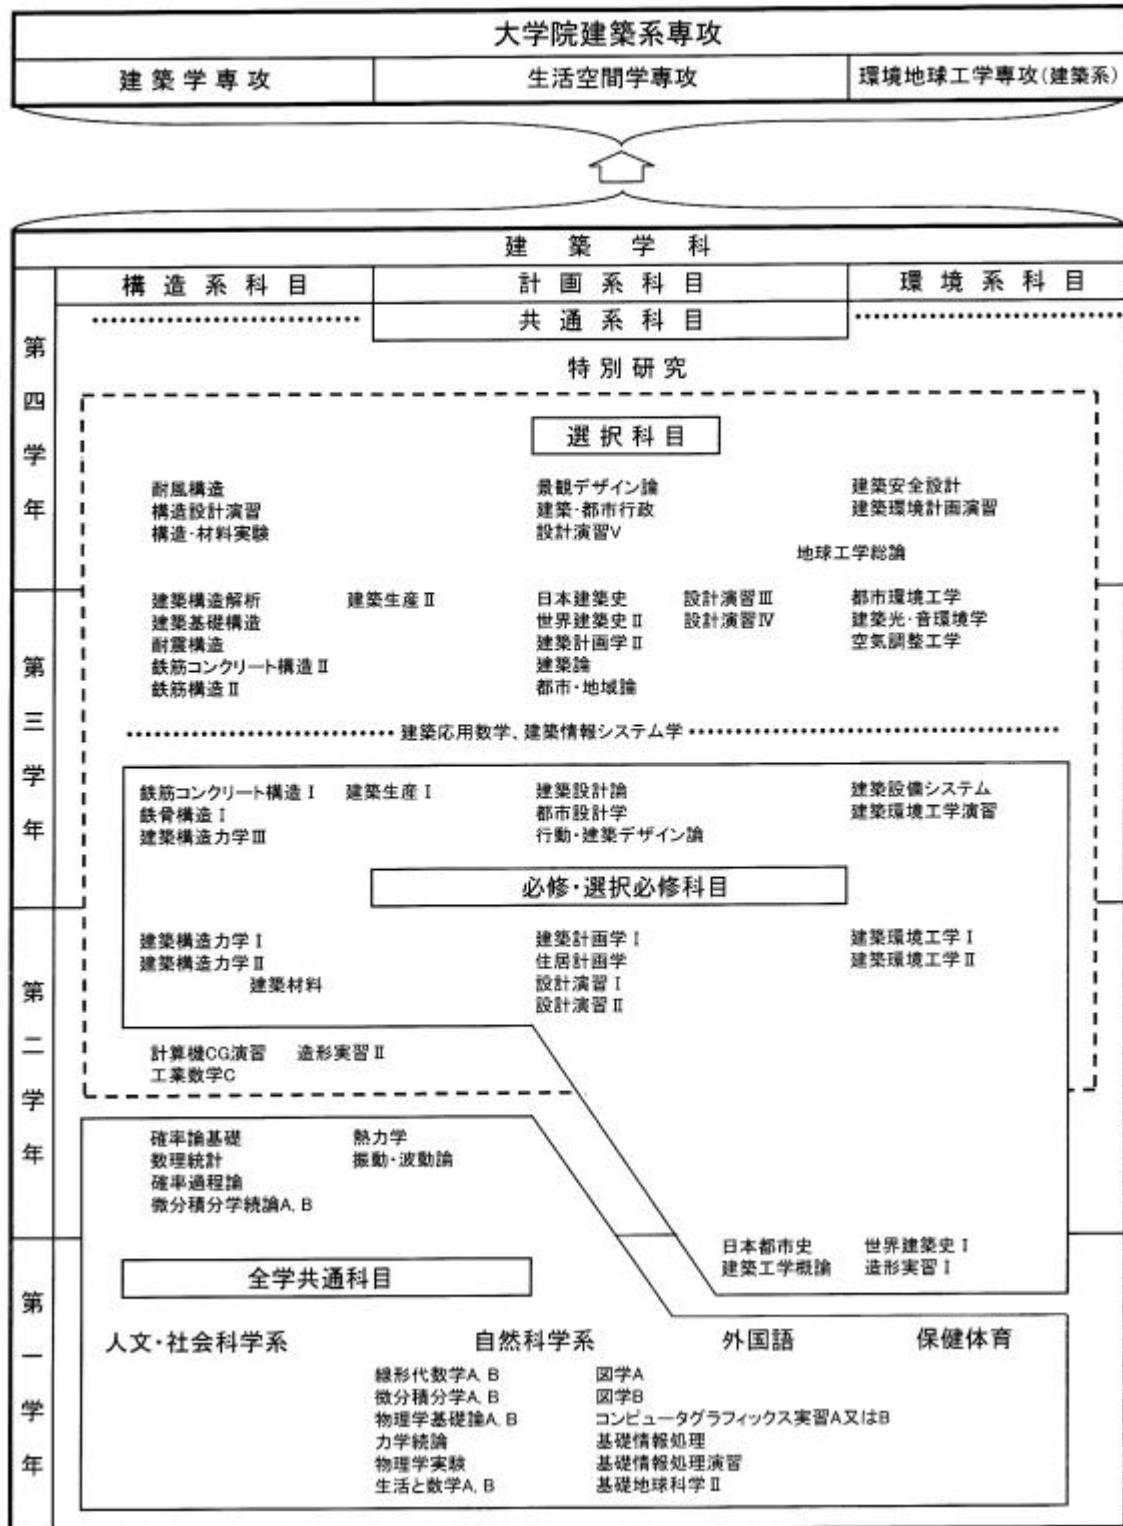 大学院建築系専攻
建築学専攻 生活空間学専攻 環境地球工学専攻(建築系)
建築学科
構造系科目 計画系科目 環境系科目
共通系科目
第四学年
特別研究
選択科目
耐風構造 景観デザイン論 建築安全設計
構造設計演習 建築・都市行政 建築環境計画演習
構造・材料実験 設計演習Ⅴ
地球工学総論
第三学年
建築構造解析 建築生産Ⅱ 日本建築史 設計演習Ⅲ 都市環境工学
建築基礎構造 世界建築史Ⅱ 設計演習Ⅳ 建築光・音環境学
耐震構造 建築計画学Ⅱ 空気調整工学
鉄筋コンクリート構造Ⅱ 建築論
鉄筋構造Ⅱ 都市・地域論
建築応用数学、建築情報システム学
鉄筋コンクリート構造Ⅰ 建築生産Ⅰ 建築設計論 建築設備システム
鉄骨構造Ⅰ 都市設計学 建築環境工学演習
建築構造力学Ⅲ 行動・建築デザイン論
必修・選択必修科目
第二学年
建築構造力学Ⅰ 建築計画学Ⅰ 建築環境工学Ⅰ
建築構造力学Ⅱ 住居計画学 建築環境工学Ⅱ
建築材料 設計演習Ⅰ
設計演習Ⅱ
計算機CG演習 造形実習Ⅱ
工業数学C
確率論基礎 熱力学
数理統計 振動・波動論
確率過程論
微分積分学続論A, B
日本都市史 世界建築史Ⅰ
建築工学概論 造形実習Ⅰ
第一学年
全学共通科目
人文・社会科学系 自然科学系 外国語 保健体育
線形代数学A, B 図学A
微分積分学A, B 図学B
物理学基礎論A, B コンピュータグラフィックス実習A又はB
力学続論 基礎情報処理
物理学実験 基礎情報処理演習
生活と数学A, B 基礎地球科学Ⅱ